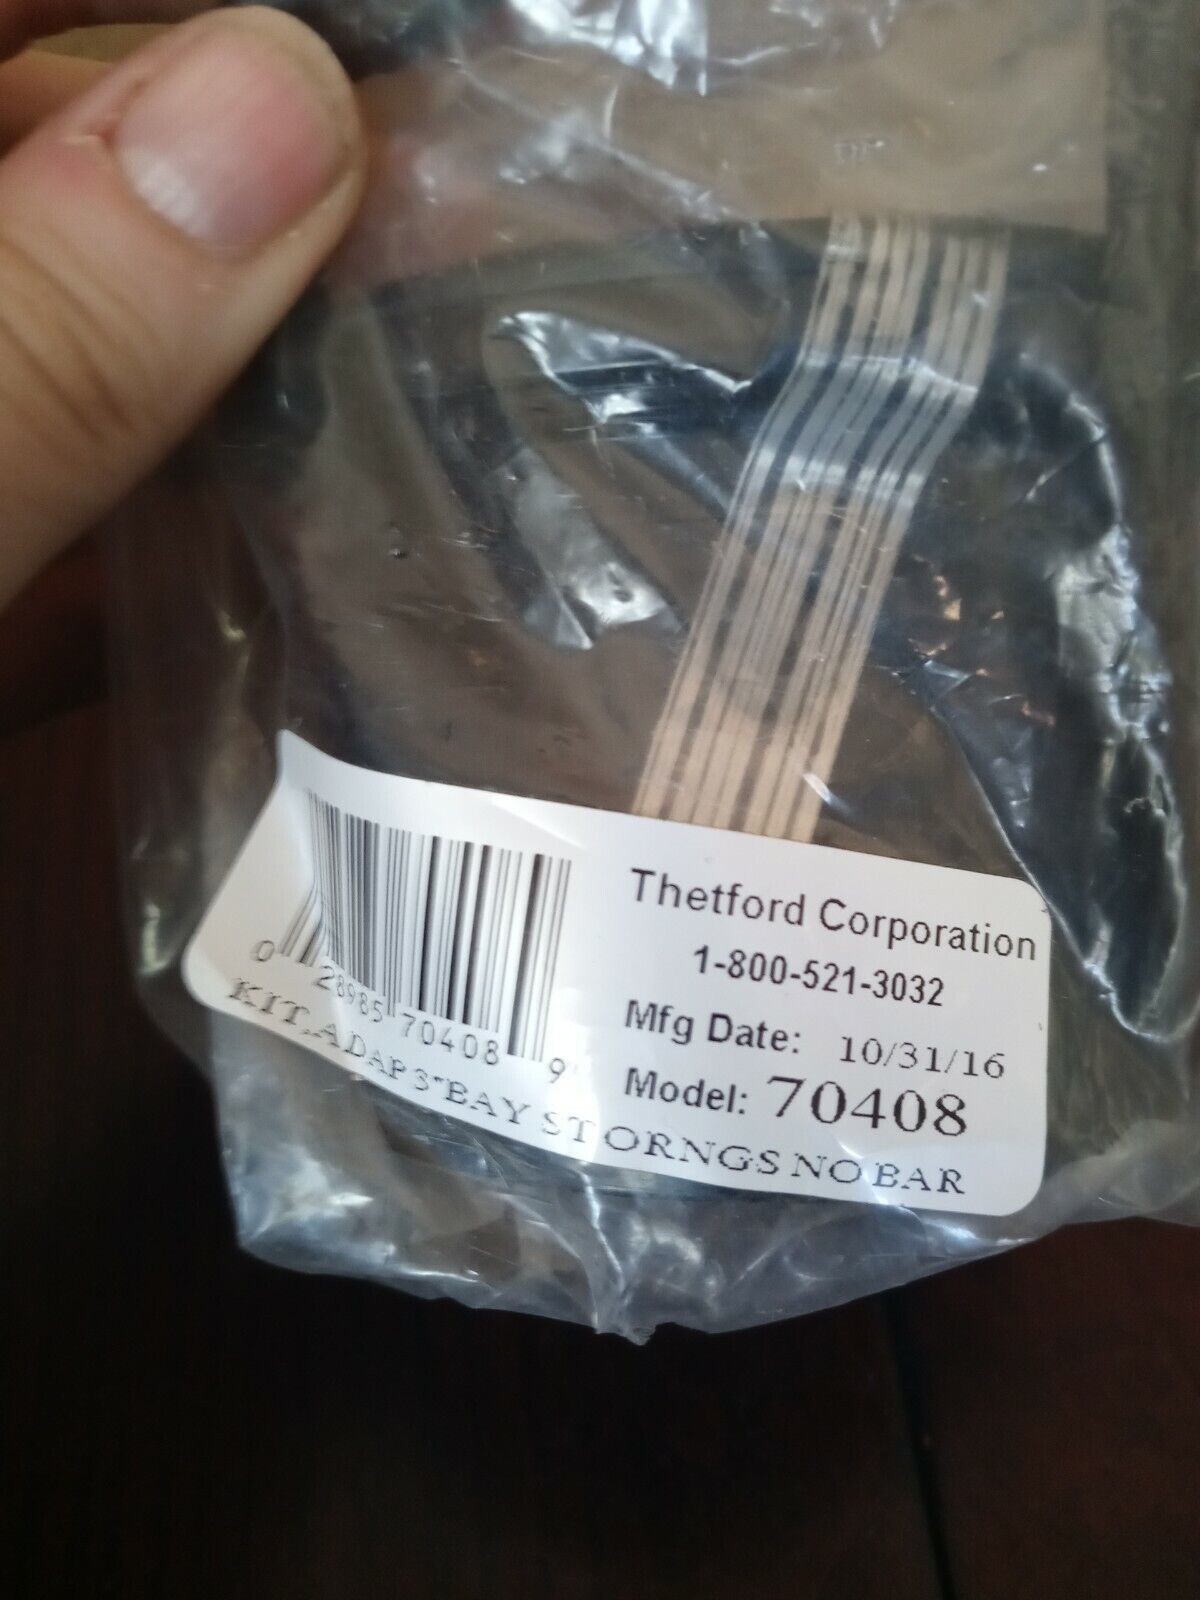 Thetford Corporation
1-800-521-3032
Mfg Date: 10/31/16
Model: 70408
0 28985 70408 9
KIT,ADAP 3"BAY ST ORNGS NO BAR